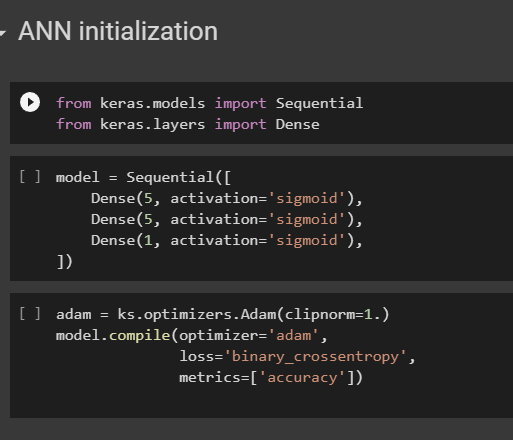 ANN initialization
from keras.models import Sequential
from keras.layers import Dense
[ ] model = Sequential([
Dense(5, activation='sigmoid'),
Dense(5, activation='sigmoid'),
Dense(1, activation='sigmoid'),
])
[ ] adam = ks.optimizers.Adam(clipnorm=1.)
model.compile(optimizer='adam',
loss='binary_crossentropy',
metrics=['accuracy'])